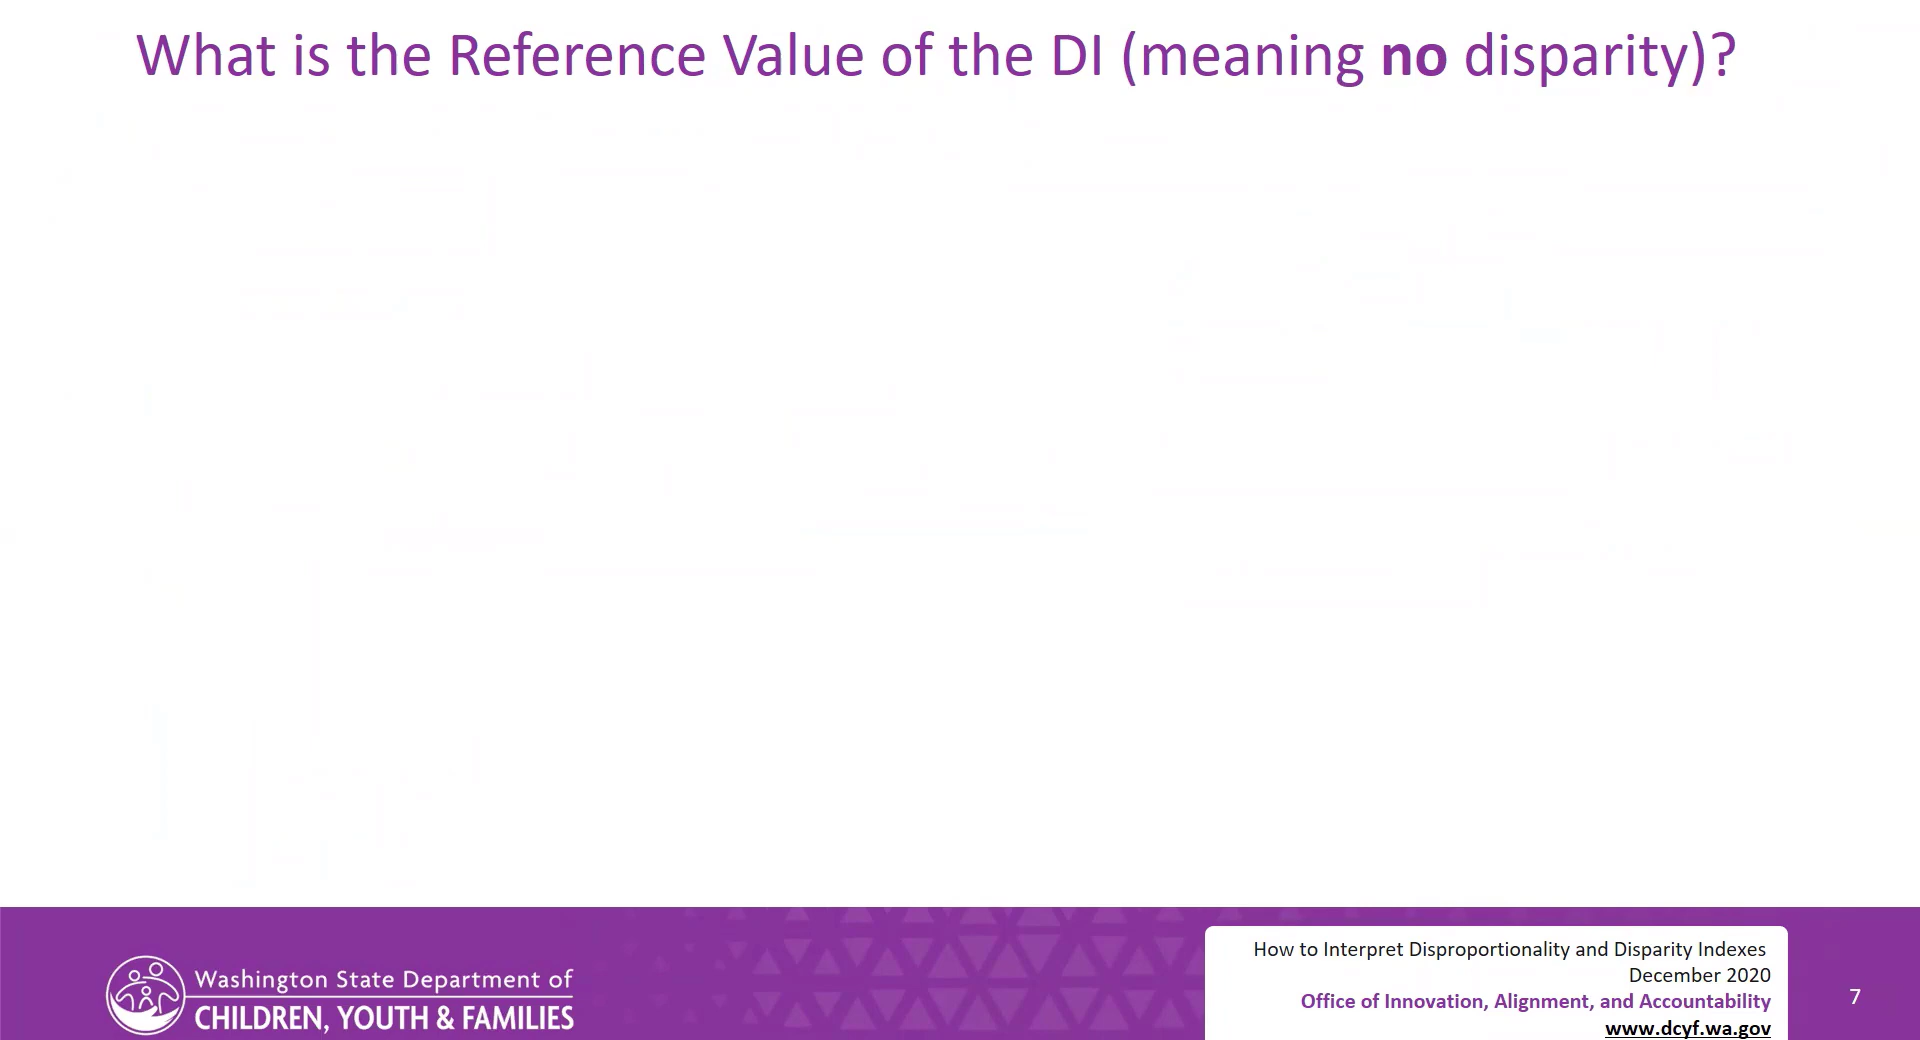 What is the Reference Value of the DI (meaning no disparity)?
Washington State Department of
CHILDREN, YOUTH & FAMILIES
How to Interpret Disproportionality and Disparity Indexes
December 2020
Office of Innovation, Alignment, and Accountability
www.dcyf.wa.gov
7